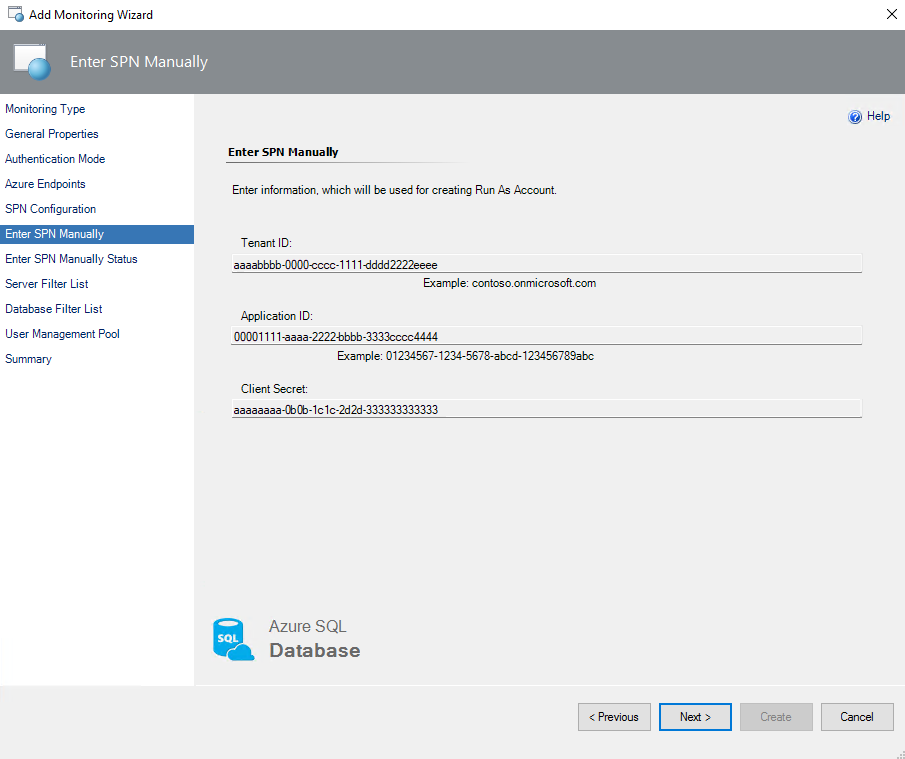 Add Monitoring Wizard
Enter SPN Manually
Monitoring Type
General Properties
Authentication Mode
Azure Endpoints
SPN Configuration
Enter SPN Manually
Enter SPN Manually Status
Server Filter List
Database Filter List
User Management Pool
Summary
? Help
Enter SPN Manually
Enter information, which will be used for creating Run As Account.
Tenant ID:
aaaabbbb-0000-cccc-1111-dddd2222eeee
Example: contoso.onmicrosoft.com
Application ID:
00001111-aaaa-2222-bbbb-3333cccc4444
Example: 01234567-1234-5678-abcd-123456789abc
Client Secret:
aaaaaaaa-0b0b-1c1c-2d2d-333333333333
SQL
Azure SQL
Database
< Previous
Next >
Create
Cancel